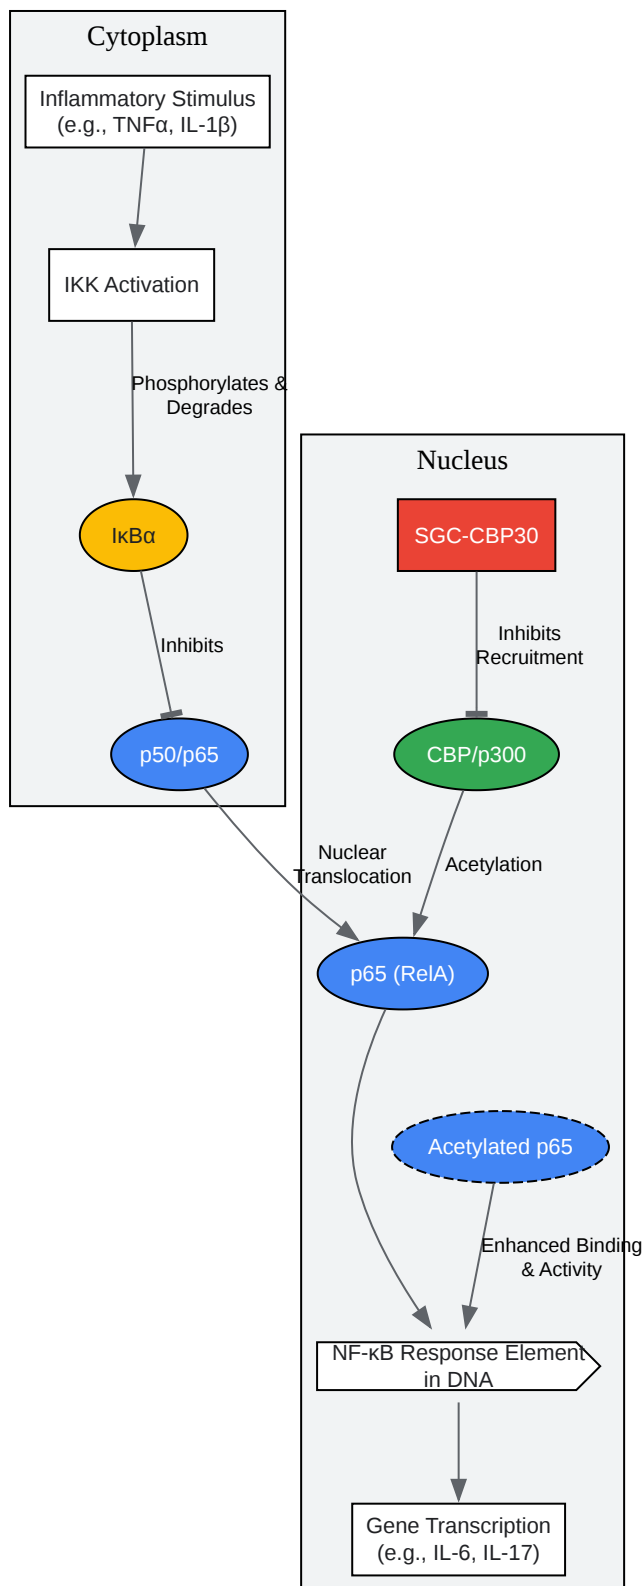 Cytoplasm
Inflammatory Stimulus
(e.g., TNFα, IL-1β)
IKK Activation
Phosphorylates &
Degrades
IκBα
Inhibits
p50/p65
Nucleus
SGC-CBP30
Inhibits
Recruitment
CBP/p300
Nuclear
Translocation
Acetylation
p65 (RelA)
Acetylated p65
Enhanced Binding
& Activity
NF-κB Response Element
in DNA
Gene Transcription
(e.g., IL-6, IL-17)